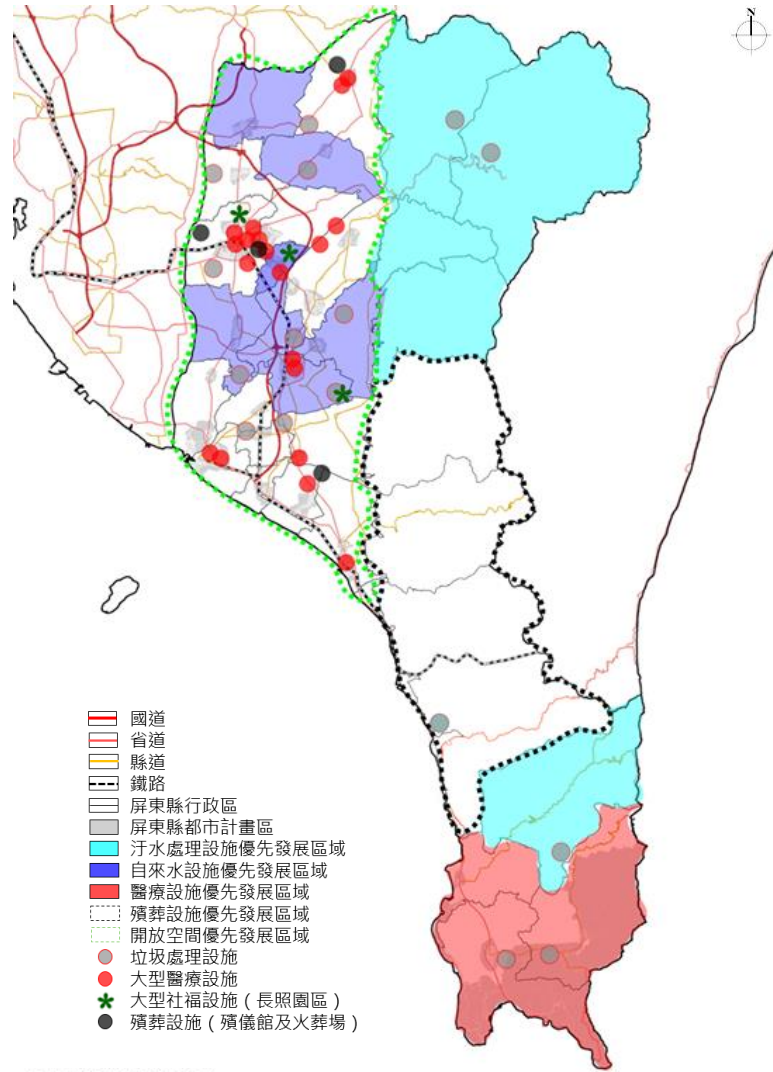 N
國道
省道
縣道
鐵路
屏東縣行政區
屏東縣都市計畫區
汙水處理設施優先發展區域
自來水設施優先發展區域
醫療設施優先發展區域
殯葬設施優先發展區域
開放空間優先發展區域
垃圾處理設施
大型醫療設施
大型社福設施（長照園區）
殯葬設施（殯儀館及火葬場）